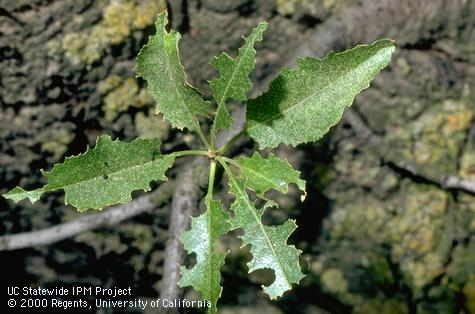 UC Statewide IPM Project
© 2000 Regents, University of California